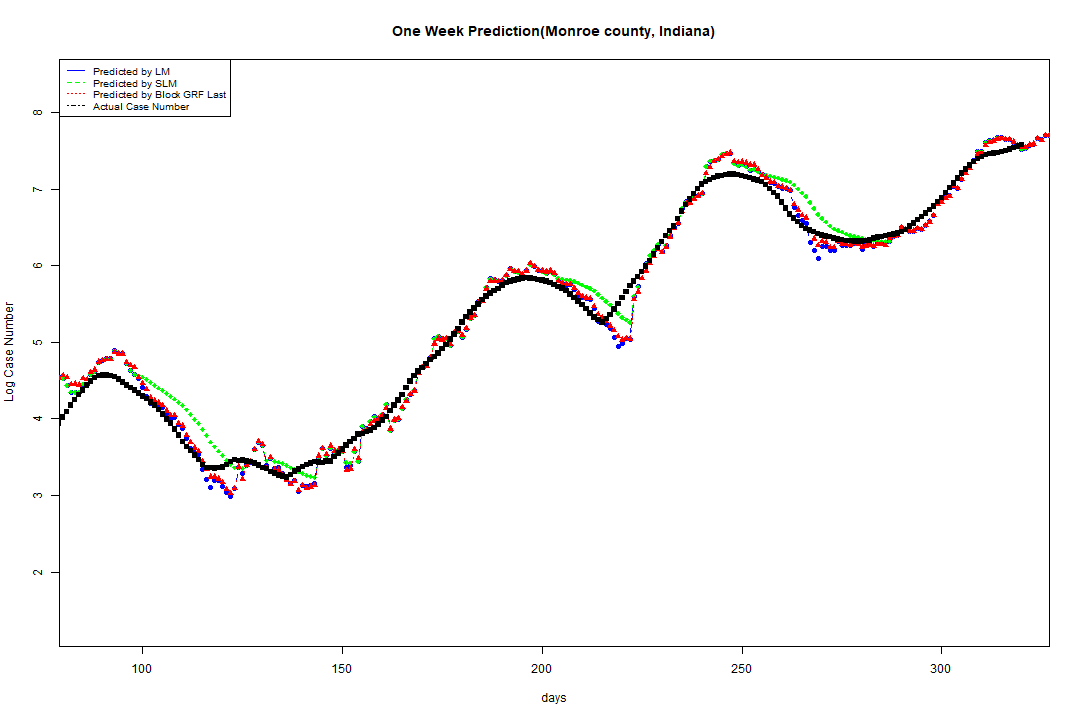 One Week Prediction(Monroe county, Indiana)
Predicted by LM
Predicted by SLM
Predicted by Block GRF Last
Actual Case Number
Log Case Number
8
7
6
5
4
3
2
100 150 200 250 300
days